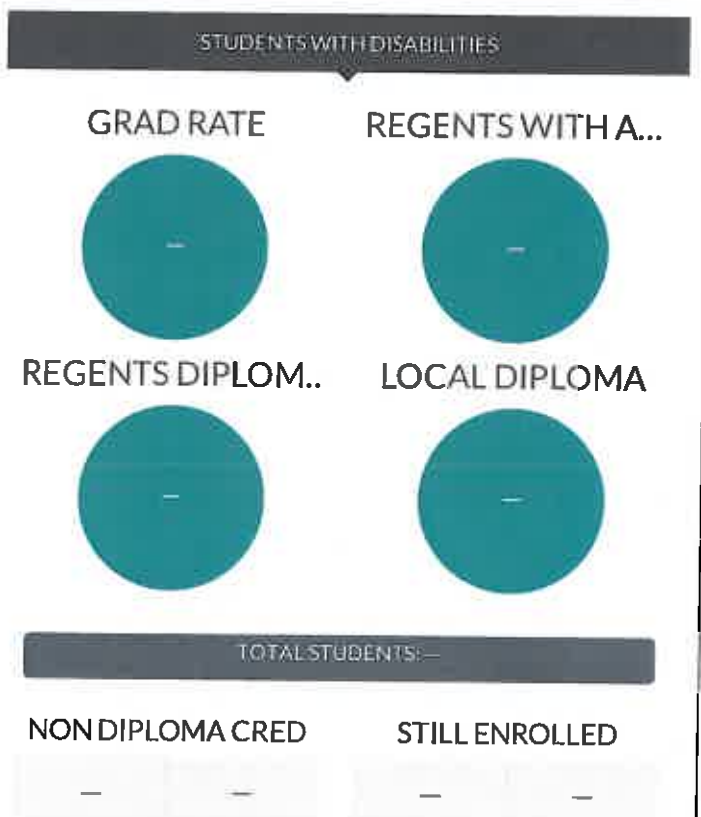 STUDENTS WITH DISABILITIES
GRAD RATE REGENTS WITH A...
— —
REGENTS DIPLOM.. LOCAL DIPLOMA
— —
TOTAL STUDENTS: —
NON DIPLOMA CRED STILL ENROLLED
— — — —